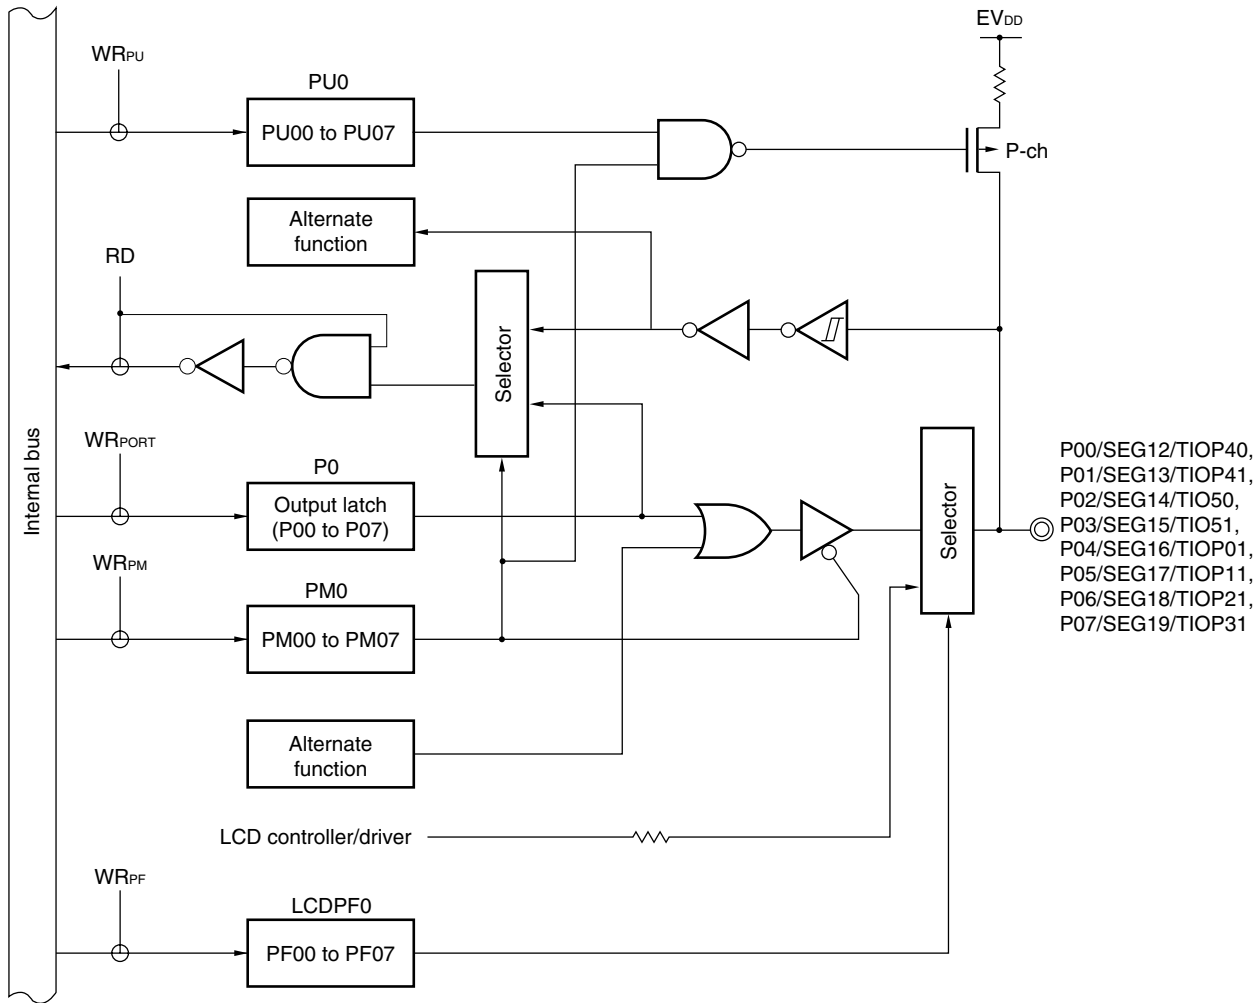 EVDD
WRPU
PU0
PU00 to PU07
P-ch
Alternate
function
RD
Selector
Internal bus
WRPORT
P0
Output latch
(P00 to P07)
Selector
P00/SEG12/TIOP40,
P01/SEG13/TIOP41,
P02/SEG14/TIO50,
P03/SEG15/TIO51,
P04/SEG16/TIOP01,
P05/SEG17/TIOP11,
P06/SEG18/TIOP21,
P07/SEG19/TIOP31
WRPM
PM0
PM00 to PM07
Alternate
function
LCD controller/driver
WRPF
LCDPF0
PF00 to PF07